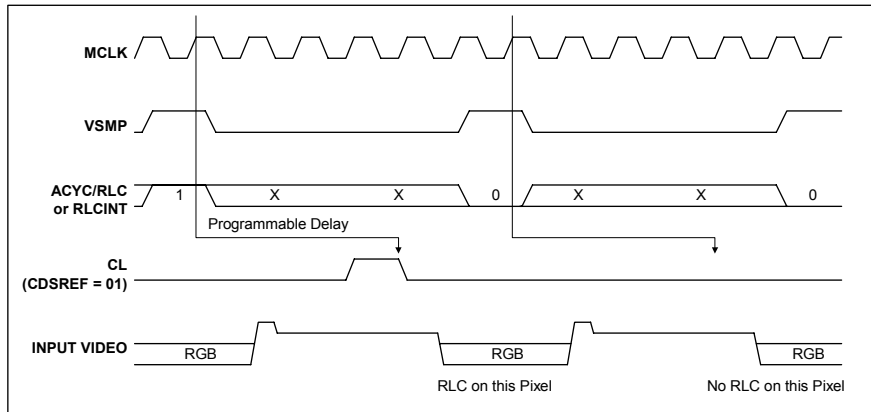 MCLK
VSMP
ACYC/RLC
or RLCINT
1 X X 0 X X 0
Programmable Delay
CL
(CDSREF = 01)
INPUT VIDEO
RGB RGB RGB
RLC on this Pixel No RLC on this Pixel